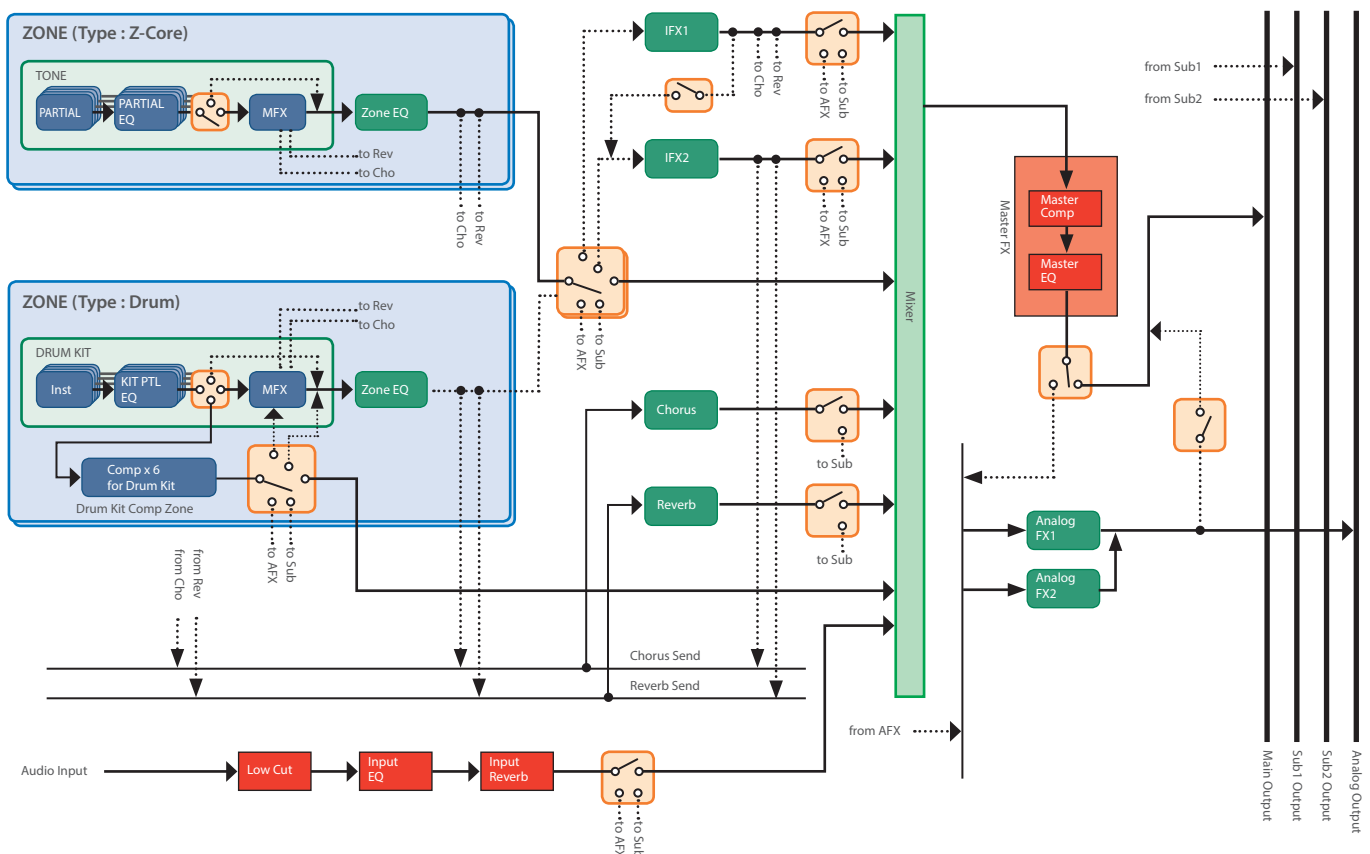 ZONE (Type : Z-Core)
TONE
PARTIAL
PARTIAL
EQ
MFX
Zone EQ
to Rev
to Cho
to Cho
to Rev
ZONE (Type : Drum)
to Rev
to Cho
DRUM KIT
Inst
KIT PTL
EQ
MFX
Zone EQ
Comp x 6
for Drum Kit
Drum Kit Comp Zone
to AFX
to Sub
from Cho
from Rev
IFX1
to Cho
to Rev
to AFX
to Sub
IFX2
to AFX
to Sub
to AFX
to Sub
Chorus
to Sub
Reverb
to Sub
Chorus Send
Reverb Send
Mixer
Audio Input
Low Cut
Input
EQ
Input
Reverb
to AFX
to Sub
Master FX
Master
Comp
Master
EQ
from Sub1
from Sub2
Analog
FX1
Analog
FX2
from AFX
Main Output
Sub1 Output
Sub2 Output
Analog Output